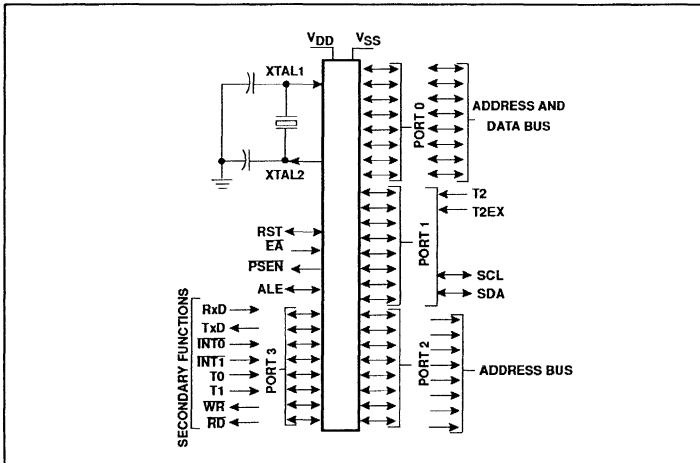 VDD VSS
XTAL1
XTAL2
PORT 0
ADDRESS AND
DATA BUS
RST
EA
PSEN
ALE
PORT 1
T2
T2EX
SCL
SDA
SECONDARY FUNCTIONS
RxD
TxD
INT0
INT1
T0
T1
WR
RD
PORT 3
PORT 2
ADDRESS BUS